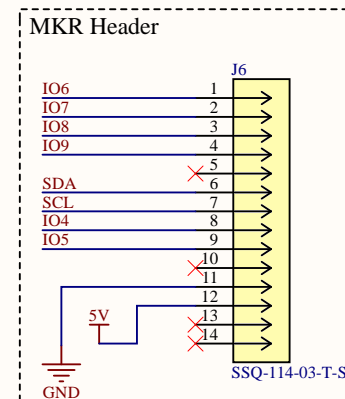 MKR Header
J6
IO6 1
IO7 2
IO8 3
IO9 4
5
SDA 6
SCL 7
IO4 8
IO5 9
10
11
12
5V 13
14
SSQ-114-03-T-S
GND